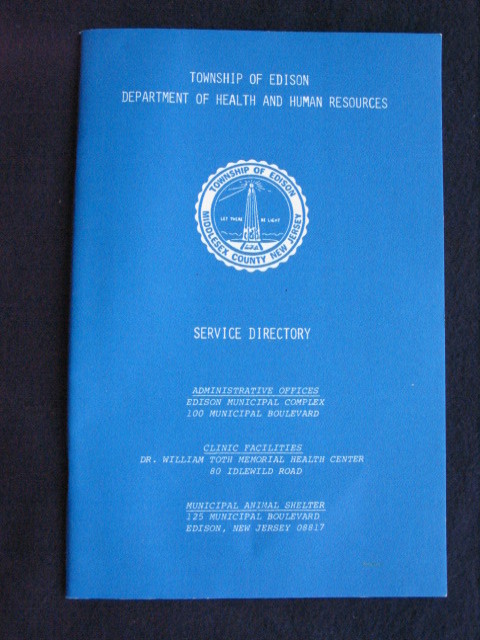 TOWNSHIP OF EDISON
DEPARTMENT OF HEALTH AND HUMAN RESOURCES
TOWNSHIP OF EDISON
LET THERE BE LIGHT
MIDDLESEX COUNTY NEW JERSEY
SERVICE DIRECTORY
ADMINISTRATIVE OFFICES
EDISON MUNICIPAL COMPLEX
100 MUNICIPAL BOULEVARD
CLINIC FACILITIES
DR. WILLIAM TOTH MEMORIAL HEALTH CENTER
80 IDLEWILD ROAD
MUNICIPAL ANIMAL SHELTER
125 MUNICIPAL BOULEVARD
EDISON, NEW JERSEY 08817